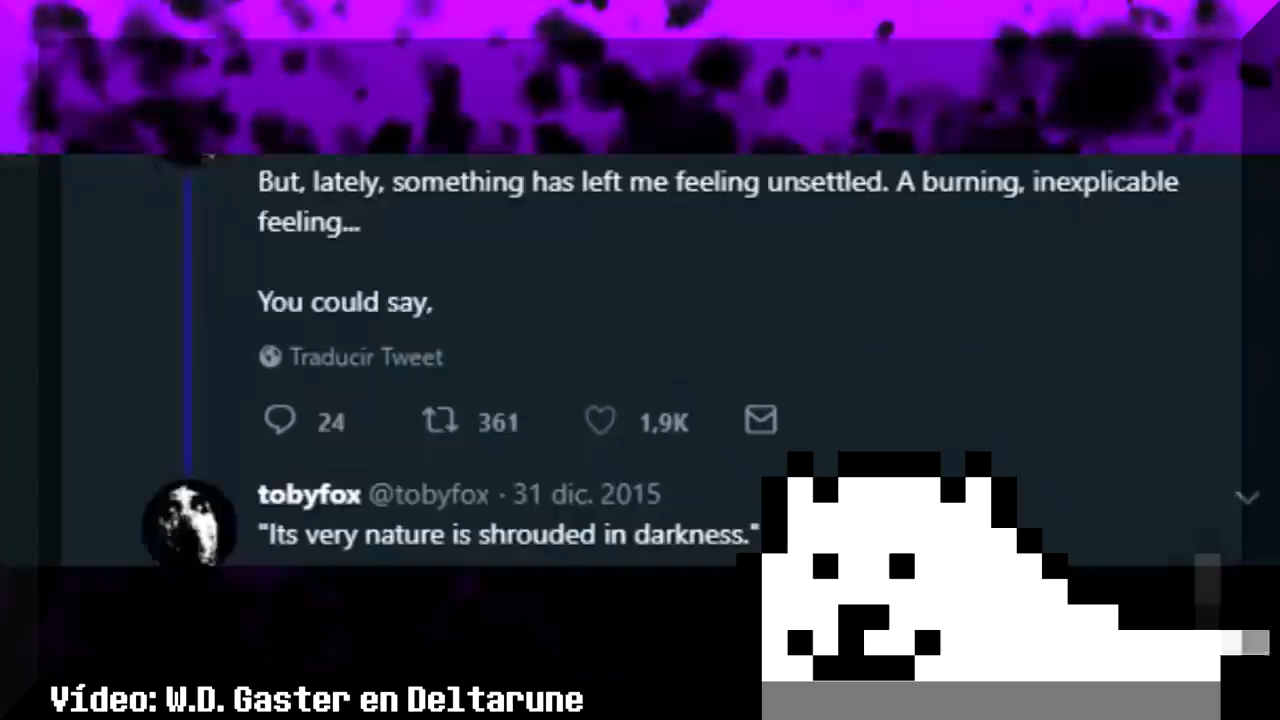 But, lately, something has left me feeling unsettled. A burning, inexplicable
feeling...
You could say,
Traducir Tweet
24 361 1,9K
tobyfox @tobyfox · 31 dic. 2015
"Its very nature is shrouded in darkness."
Vídeo: W.D. Gaster en Deltarune